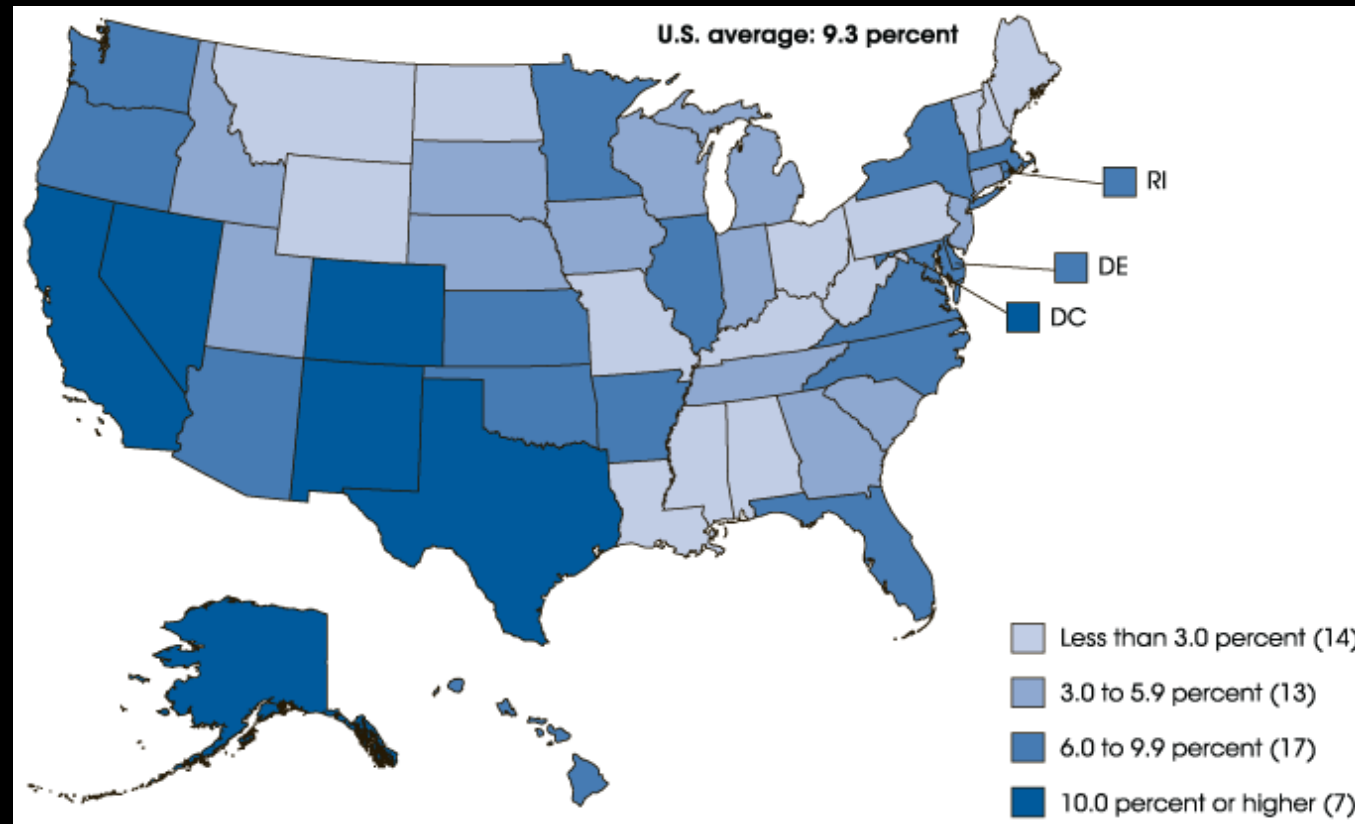 U.S. average: 9.3 percent
RI
DE
DC
Less than 3.0 percent (14)
3.0 to 5.9 percent (13)
6.0 to 9.9 percent (17)
10.0 percent or higher (7)